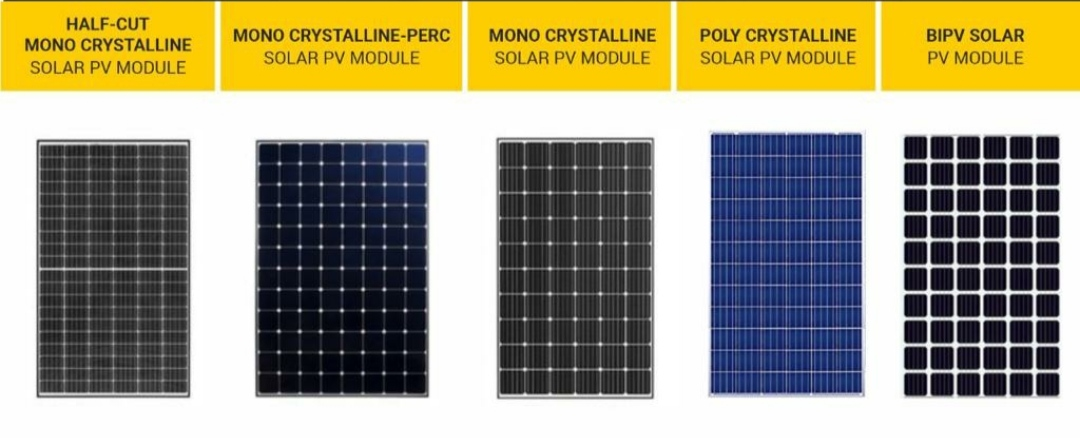 HALF-CUT
MONO CRYSTALLINE
SOLAR PV MODULE
MONO CRYSTALLINE-PERC
SOLAR PV MODULE
MONO CRYSTALLINE
SOLAR PV MODULE
POLY CRYSTALLINE
SOLAR PV MODULE
BIPV SOLAR
PV MODULE